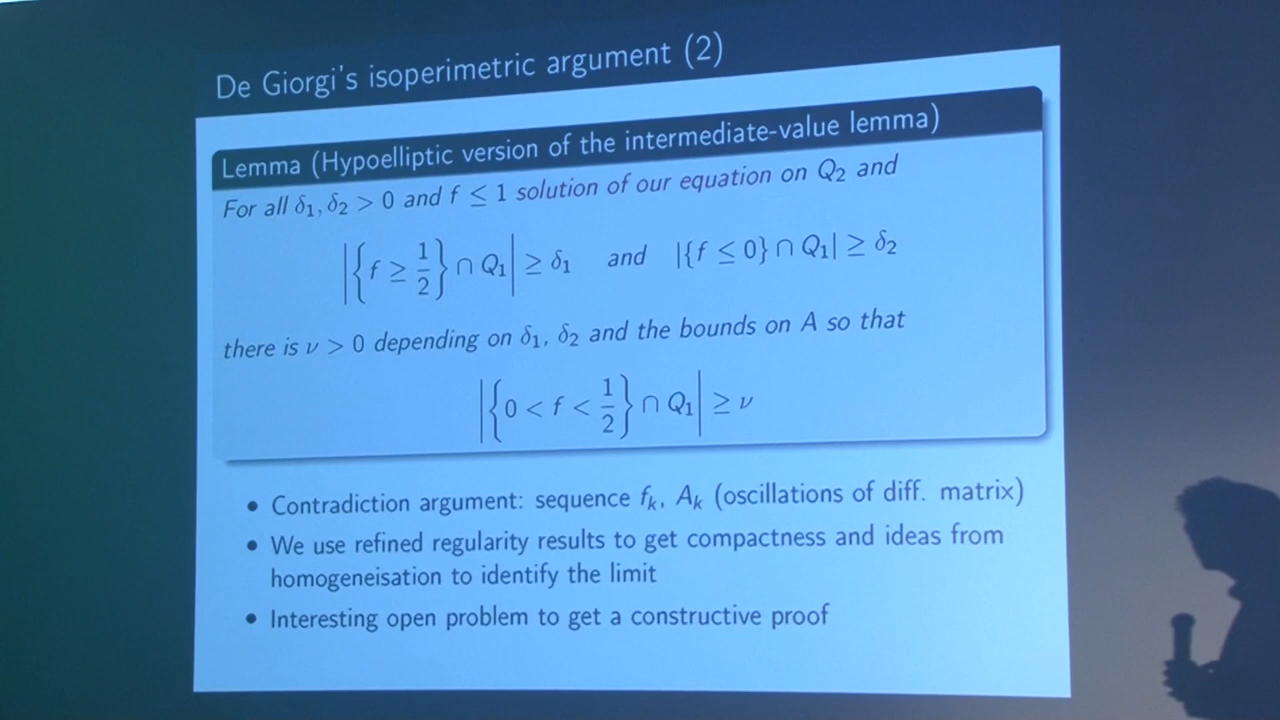 De Giorgi's isoperimetric argument (2)
Lemma (Hypoelliptic version of the intermediate-value lemma)
For all δ₁, δ₂ > 0 and f ≤ 1 solution of our equation on Q₂ and
|{f ≥ 1/2} ∩ Q₁| ≥ δ₁ and |{f ≤ 0} ∩ Q₁| ≥ δ₂
there is ν > 0 depending on δ₁, δ₂ and the bounds on A so that
|{0 < f < 1/2} ∩ Q₁| ≥ ν
• Contradiction argument: sequence fₖ, Aₖ (oscillations of diff. matrix)
• We use refined regularity results to get compactness and ideas from
homogeneisation to identify the limit
• Interesting open problem to get a constructive proof